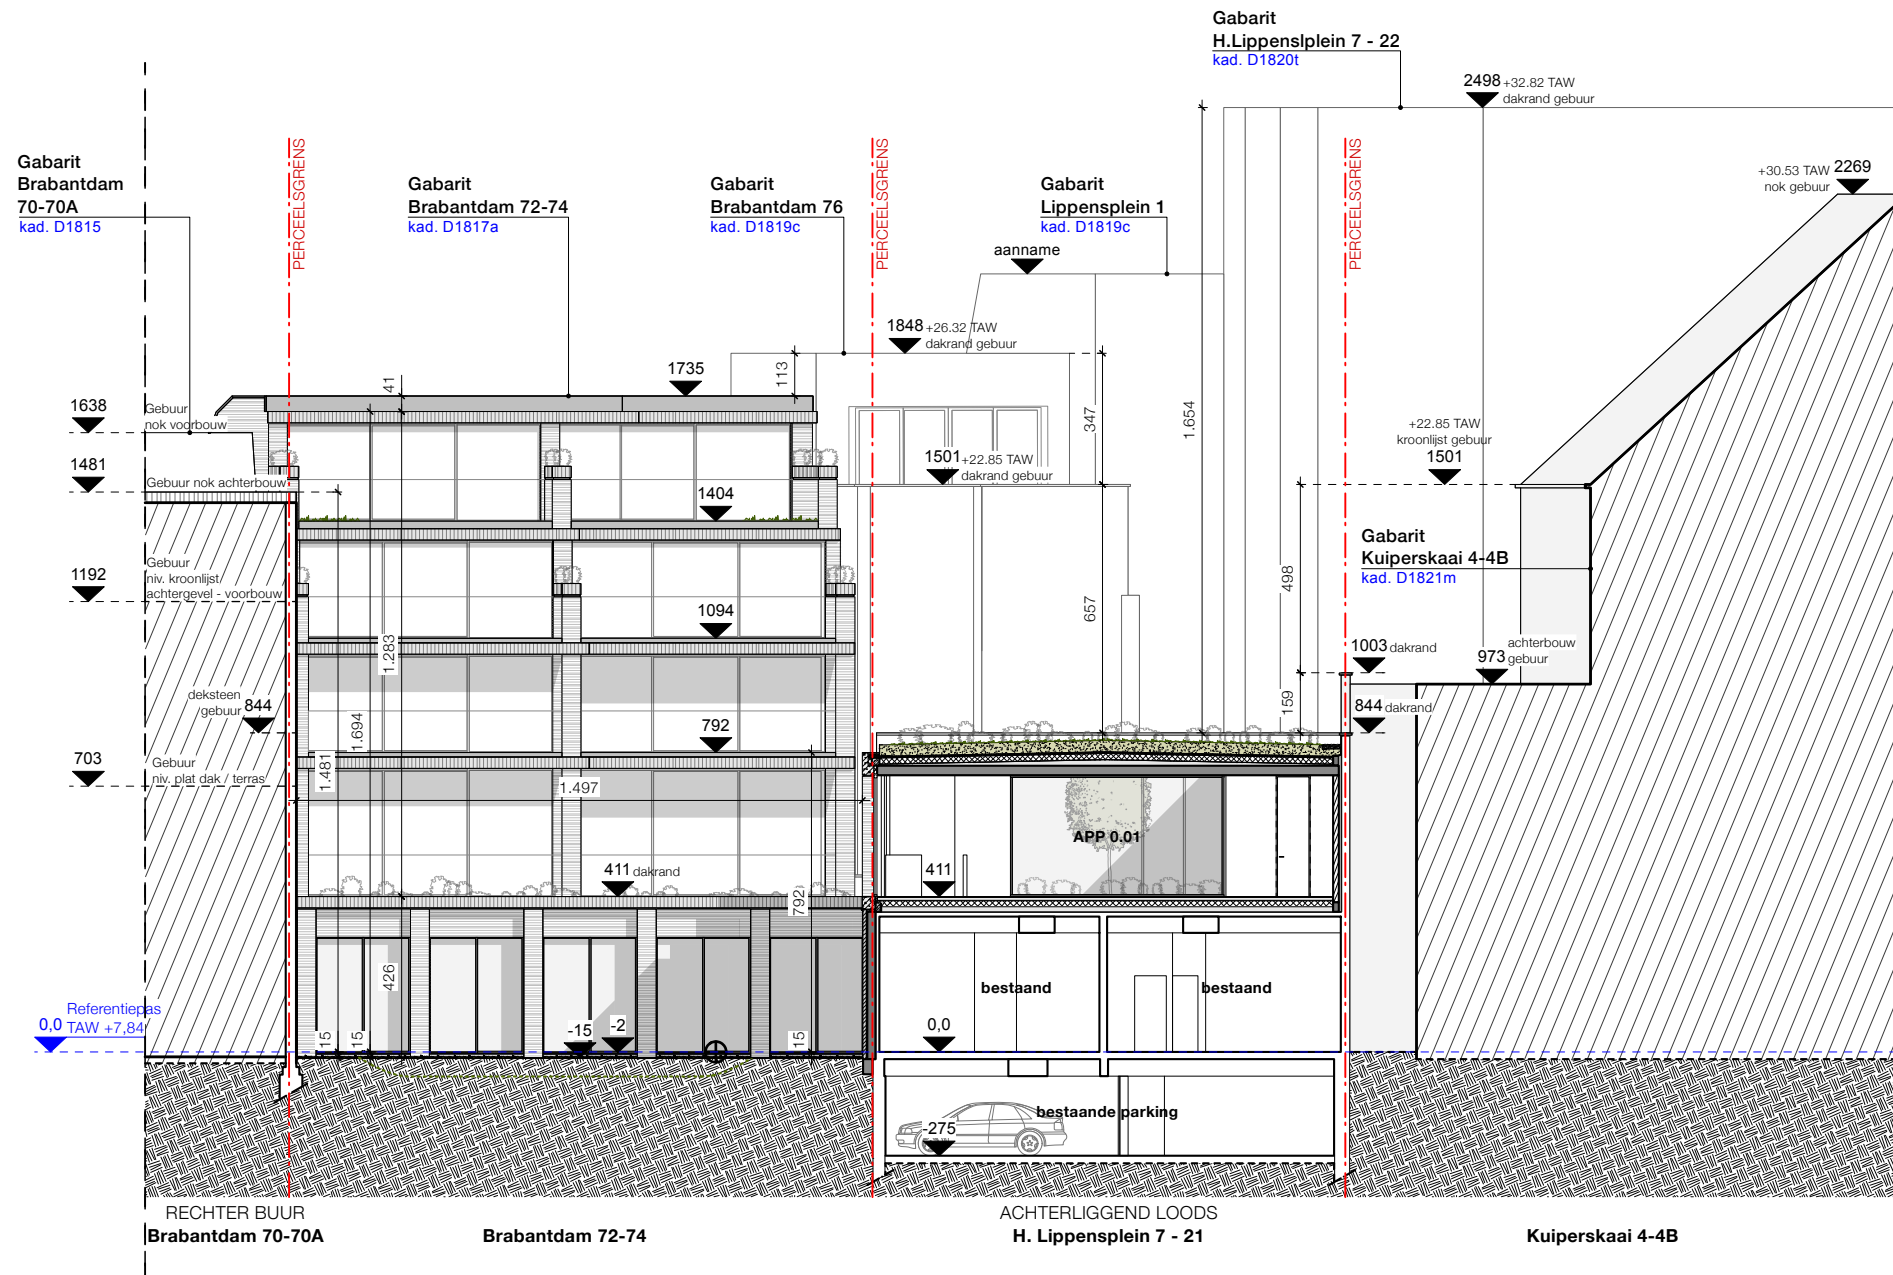 Gabarit
H.Lippenslplein 7 - 22
kad. D1820t
2498 +32.82 TAW
dakrand gebuur
PERCEELSGRENS
PERCEELSGRENS
PERCEELSGRENS
Gabarit
Brabantdam
70-70A
kad. D1815
Gabarit
Brabantdam 72-74
kad. D1817a
Gabarit
Brabantdam 76
kad. D1819c
Gabarit
Lippensplein 1
kad. D1819c
+30.53 TAW 2269
nok gebuur
aanname
1848 +26.32 TAW
dakrand gebuur
1735
113
41
347
1.654
1638
Gebuur
nok voorbouw
1481
Gebuur nok achterbouw
1501 +22.85 TAW
dakrand gebuur
+22.85 TAW
kroonlijst gebuur
1501
1404
Gabarit
Kuiperskaai 4-4B
kad. D1821m
1192
Gebuur
niv. kroonlijst
achtergevel - voorbouw
498
657
1094
1.283
1003 dakrand
973 achterbouw
gebuur
159
844 dakrand
deksteen
gebuur 844
1.694
792
703
Gebuur
niv. plat dak / terras
1.481
1.497
APP 0.01
411 dakrand
411
792
426
bestaand
bestaand
Referentiepas
0,0 TAW +7,84
15
15
-15
-2
15
0,0
bestaande parking
-275
RECHTER BUUR
Brabantdam 70-70A
Brabantdam 72-74
ACHTERLIGGEND LOODS
H. Lippensplein 7 - 21
Kuiperskaai 4-4B